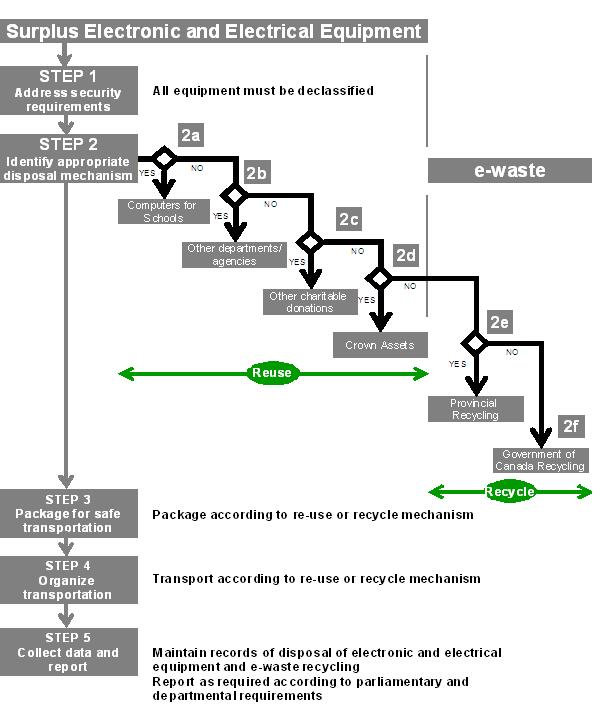 Surplus Electronic and Electrical Equipment
STEP 1
Address security
requirements
All equipment must be declassified
STEP 2
Identify appropriate
disposal mechanism
2a
YES
NO
Computers for
Schools
2b
YES
NO
Other departments/
agencies
2c
YES
NO
Other charitable
donations
2d
YES
NO
Crown Assets
e-waste
2e
YES
NO
Provincial
Recycling
2f
Government of
Canada Recycling
Reuse
Recycle
STEP 3
Package for safe
transportation
Package according to re-use or recycle mechanism
STEP 4
Organize
transportation
Transport according to re-use or recycle mechanism
STEP 5
Collect data and
report
Maintain records of disposal of electronic and electrical
equipment and e-waste recycling
Report as required according to parliamentary and
departmental requirements